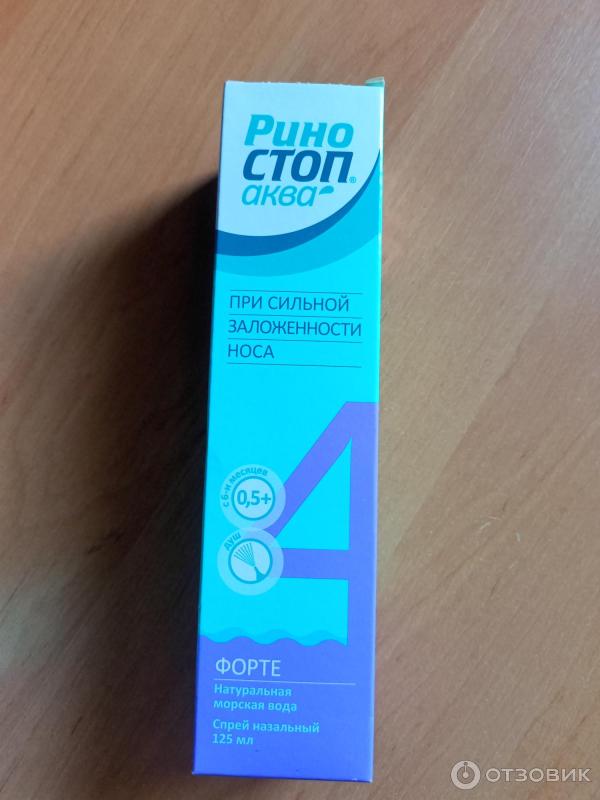 Рино
СТОП®
аква
ПРИ СИЛЬНОЙ
ЗАЛОЖЕННОСТИ
НОСА
4
с 6-и месяцев
0,5+
душ
ФОРТЕ
Натуральная
морская вода
Спрей назальный
125 мл
ОТЗОВИК